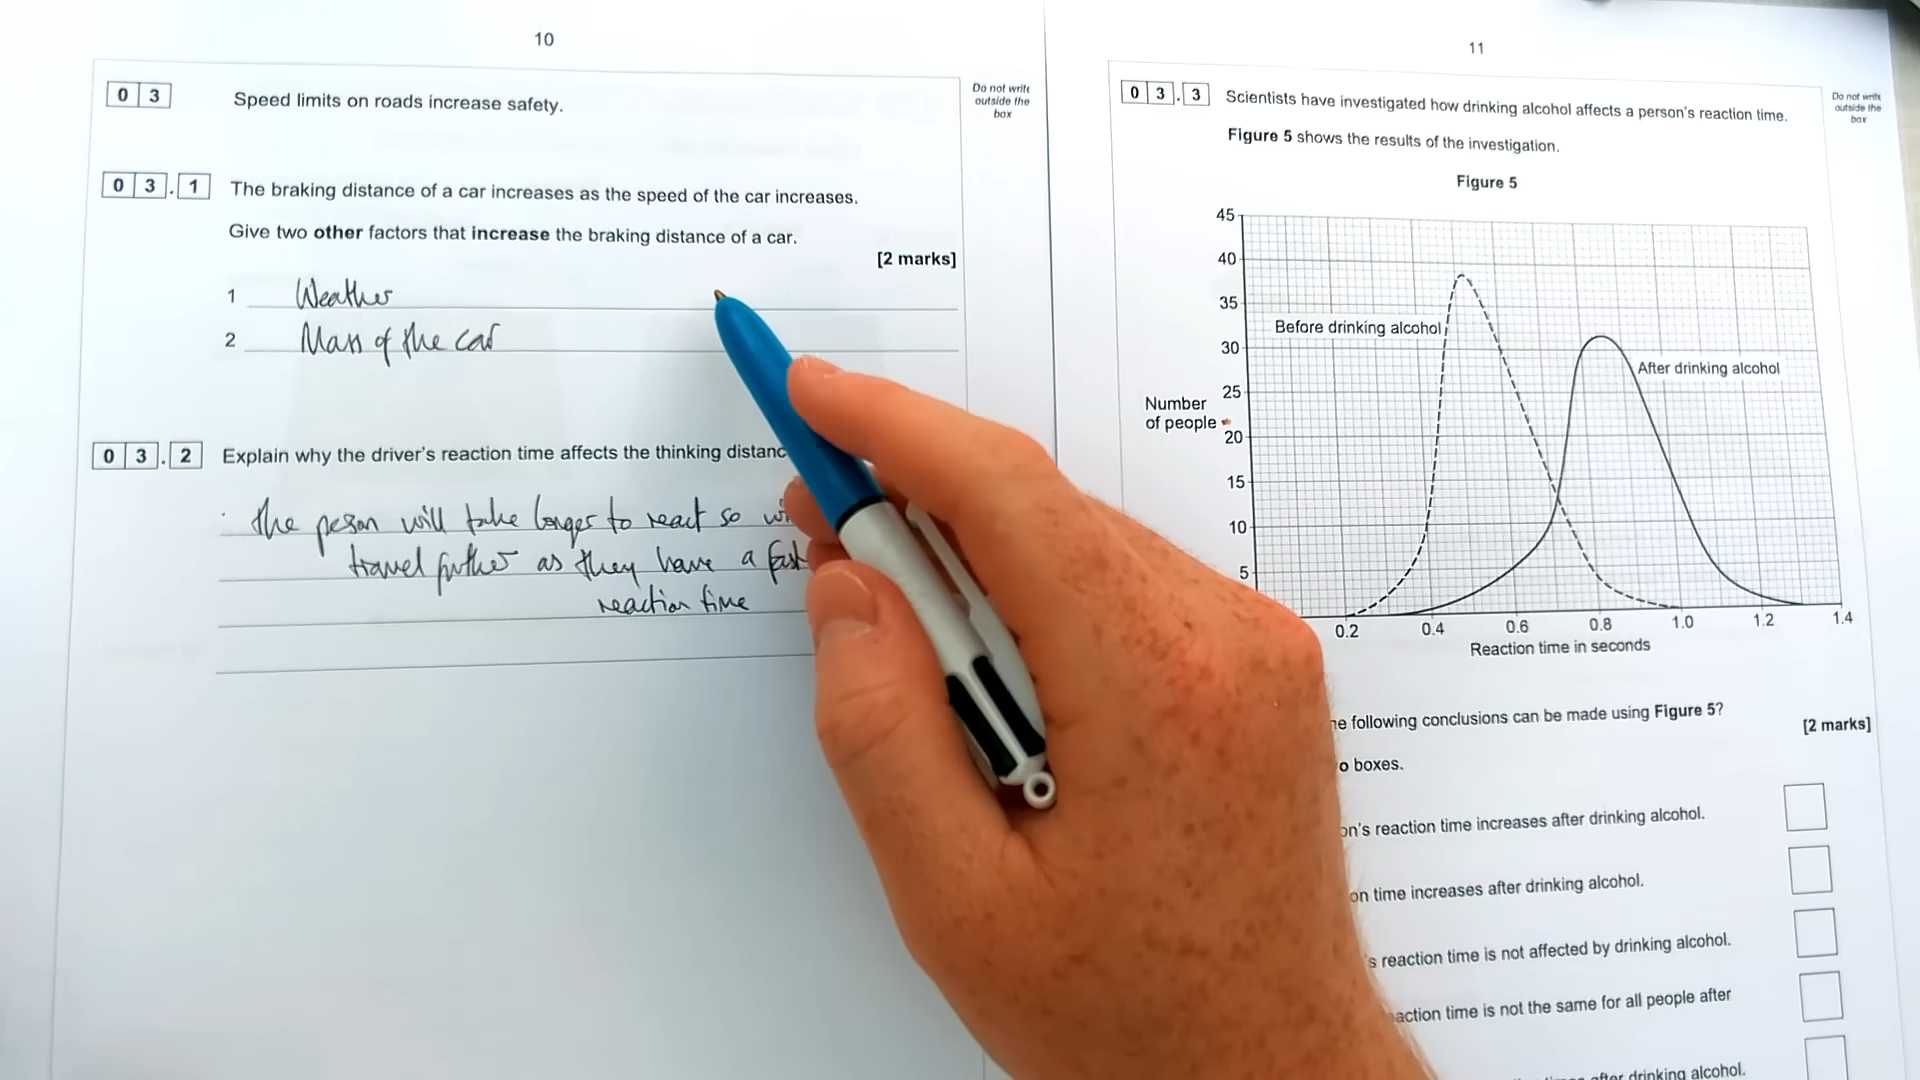 10
0 3 Speed limits on roads increase safety.
Do not write
outside the
box
0 3 . 1 The braking distance of a car increases as the speed of the car increases.
Give two other factors that increase the braking distance of a car.
[2 marks]
1 Weather
2 Mass of the car
0 3 . 2 Explain why the driver's reaction time affects the thinking
The person will take longer to react so
travel futher as they have a fast
reaction time
11
0 3 . 3 Scientists have investigated how drinking alcohol affects a person's reaction time.
Do not write
outside the
box
Figure 5 shows the results of the investigation.
Figure 5
45
40
35
30
25
20
15
10
5
Before drinking alcohol
After drinking alcohol
Number
of people
0.2 0.4 0.6 0.8 1.0 1.2 1.4
Reaction time in seconds
following conclusions can be made using Figure 5?
[2 marks]
boxes.
reaction time increases after drinking alcohol.
time increases after drinking alcohol.
reaction time is not affected by drinking alcohol.
time is not the same for all people after
after drinking alcohol.